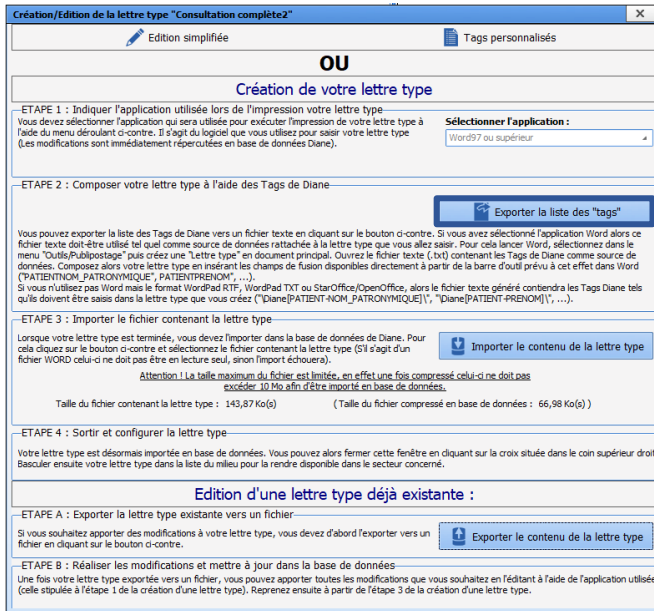 Création/Edition de la lettre type "Consultation complète2"
Edition simplifiée
Tags personnalisés
OU
Création de votre lettre type
ETAPE 1 : Indiquer l'application utilisée lors de l'impression votre lettre type
Vous devez sélectionner l'application qui sera utilisée pour exécuter l'impression de votre lettre type à
l'aide du menu déroulant ci-contre. Il s'agit du logiciel que vous utilisez pour saisir votre lettre type
(Les modifications sont immédiatement répercutées en base de données Diane).
Sélectionner l'application :
Word97 ou supérieur
ETAPE 2 : Composer votre lettre type à l'aide des Tags de Diane
Exporter la liste des "tags"
Vous pouvez exporter la liste des Tags de Diane vers un fichier texte en cliquant sur le bouton ci-contre. Si vous avez sélectionné l'application Word alors ce
fichier texte doit-être utilisé tel quel comme source de données rattachée à la lettre type que vous allez saisir. Pour cela lancer Word, sélectionnez dans le
menu "Outils/Publipostage" puis créez une "Lettre type" en document principal. Ouvrez le fichier texte (.txt) contenant les Tags de Diane comme source de
données. Composez alors votre lettre type en insérant les champs de fusion disponibles directement à partir de la barre d'outil prévu à cet effet dans Word
("PATIENTNOM_PATRONYMIQUE", PATIENTPRENOM", ...).
Si vous n'utilisez pas Word mais le format WordPad RTF, WordPad TXT ou StarOffice/OpenOffice, alors le fichier texte généré contiendra les Tags Diane tels
qu'ils doivent être saisis dans la lettre type que vous créez ("\Diane[PATIENT-NOM_PATRONYMIQUE]\", "\Diane[PATIENT-PRENOM]\", ...).
ETAPE 3 : Importer le fichier contenant la lettre type
Lorsque votre lettre type est terminée, vous devez l'importer dans la base de données de Diane. Pour
cela cliquez sur le bouton ci-contre et sélectionnez le fichier contenant la lettre type (S'il s'agit d'un
fichier WORD celui-ci ne doit pas être en lecture seul, sinon l'import échouera).
Importer le contenu de la lettre type
Attention ! La taille maximum du fichier est limitée, en effet une fois compressé celui-ci ne doit pas
excéder 10 Mo afin d'être importé en base de données.
Taille du fichier contenant la lettre type : 143,87 Ko(s)
( Taille du fichier compressé en base de données : 66,98 Ko(s) )
ETAPE 4 : Sortir et configurer la lettre type
Votre lettre type est désormais importée en base de données. Vous pouvez alors fermer cette fenêtre en cliquant sur la croix située dans le coin supérieur droit
Basculer ensuite votre lettre type dans la liste du milieu pour la rendre disponible dans le secteur concerné.
Edition d'une lettre type déjà existante :
ETAPE A : Exporter la lettre type existante vers un fichier
Si vous souhaitez apporter des modifications à votre lettre type, vous devez d'abord l'exporter vers un
fichier en cliquant sur le bouton ci-contre.
Exporter le contenu de la lettre type
ETAPE B : Réaliser les modifications et mettre à jour dans la base de données
Une fois votre lettre type exportée vers un fichier, vous pouvez apporter toutes les modifications que vous souhaitez en l'éditant à l'aide de l'application utilisée
(celle stipulée à l'étape 1 de la création d'une lettre type). Reprenez ensuite à partir de l'étape 3 de la création d'une lettre type.